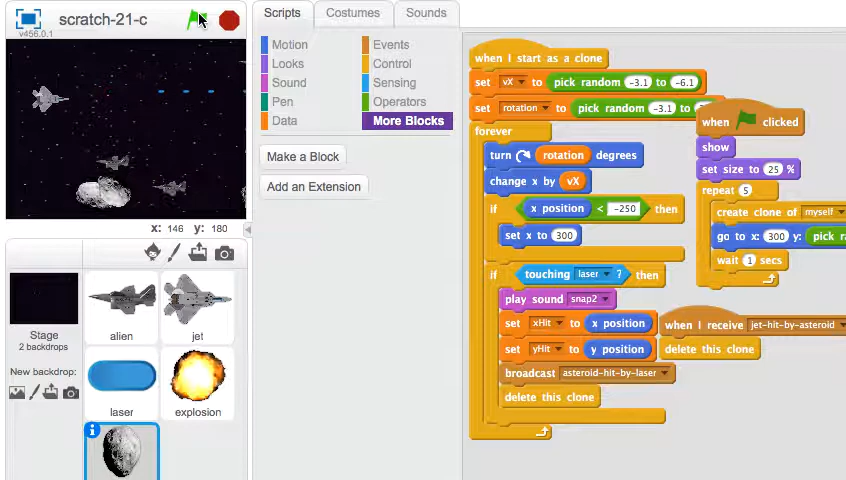 scratch-21-c
v456.0.1
x: 146 y: 180
Stage
2 backdrops
New backdrop:
alien
jet
laser
explosion
Scripts
Costumes
Sounds
Motion
Looks
Sound
Pen
Data
Events
Control
Sensing
Operators
More Blocks
Make a Block
Add an Extension
when I start as a clone
set vX to pick random -3.1 to -6.1
set rotation to pick random -3.1 to
forever
turn rotation degrees
change x by vX
if x position < -250 then
set x to 300
if touching laser ? then
play sound snap2
set xHit to x position
set yHit to y position
broadcast asteroid-hit-by-laser
delete this clone
when clicked
show
set size to 25 %
repeat 5
create clone of myself
go to x: 300 y: pick
wait 1 secs
when I receive jet-hit-by-asteroid
delete this clone